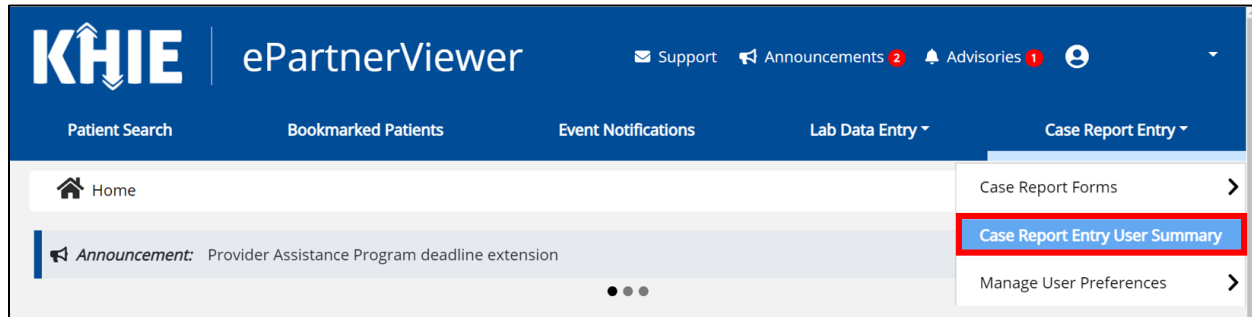 KHIE ePartnerViewer Support Announcements 2 Advisories 1
Patient Search Bookmarked Patients Event Notifications Lab Data Entry Case Report Entry
Home
Case Report Forms
Case Report Entry User Summary
Announcement: Provider Assistance Program deadline extension
Manage User Preferences